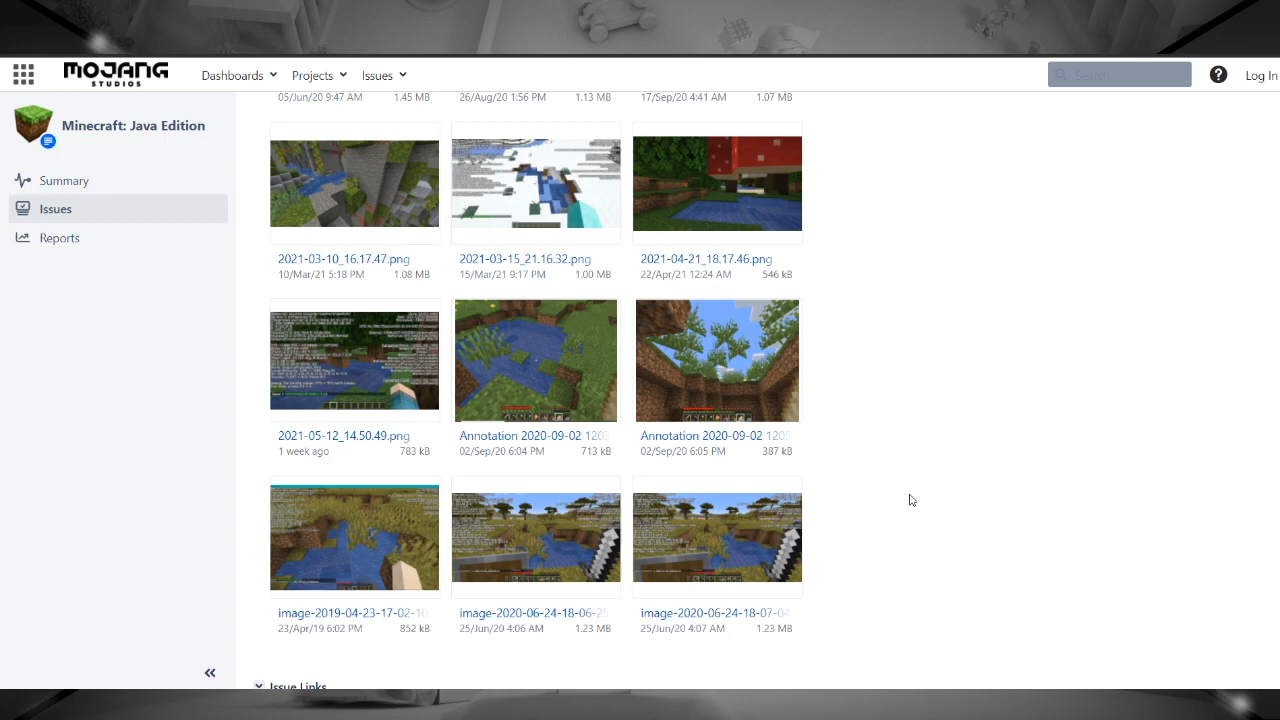 MOJANG
STUDIOS
Dashboards
Projects
Issues
Search
?
Log In
Minecraft: Java Edition
Summary
Issues
Reports
05/Jun/20 9:47 AM 1.45 MB
26/Aug/20 1:56 PM 1.13 MB
17/Sep/20 4:41 AM 1.07 MB
2021-03-10_16.17.47.png
10/Mar/21 5:18 PM 1.08 MB
2021-03-15_21.16.32.png
15/Mar/21 9:17 PM 1.00 MB
2021-04-21_18.17.46.png
22/Apr/21 12:24 AM 546 kB
2021-05-12_14.50.49.png
1 week ago 783 kB
Annotation 2020-09-02 120
02/Sep/20 6:04 PM 713 kB
Annotation 2020-09-02 120
02/Sep/20 6:05 PM 387 kB
image-2019-04-23-17-02-10
23/Apr/19 6:02 PM 852 kB
image-2020-06-24-18-06-2
25/Jun/20 4:06 AM 1.23 MB
image-2020-06-24-18-07-04
25/Jun/20 4:07 AM 1.23 MB
Issue Links